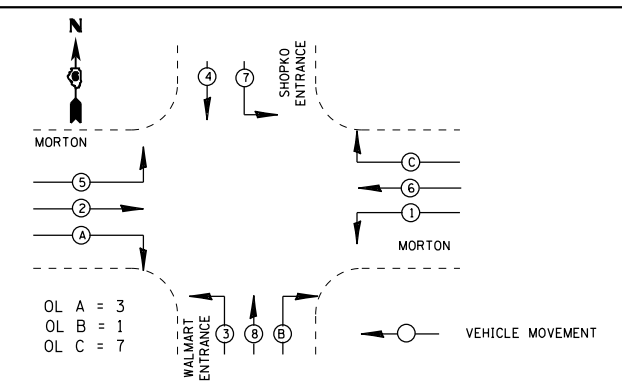 N
4
7
SHOPKO
ENTRANCE
MORTON
C
5
6
2
1
A
MORTON
OL A = 3
OL B = 1
OL C = 7
WALMART
ENTRANCE
3
8
B
VEHICLE MOVEMENT